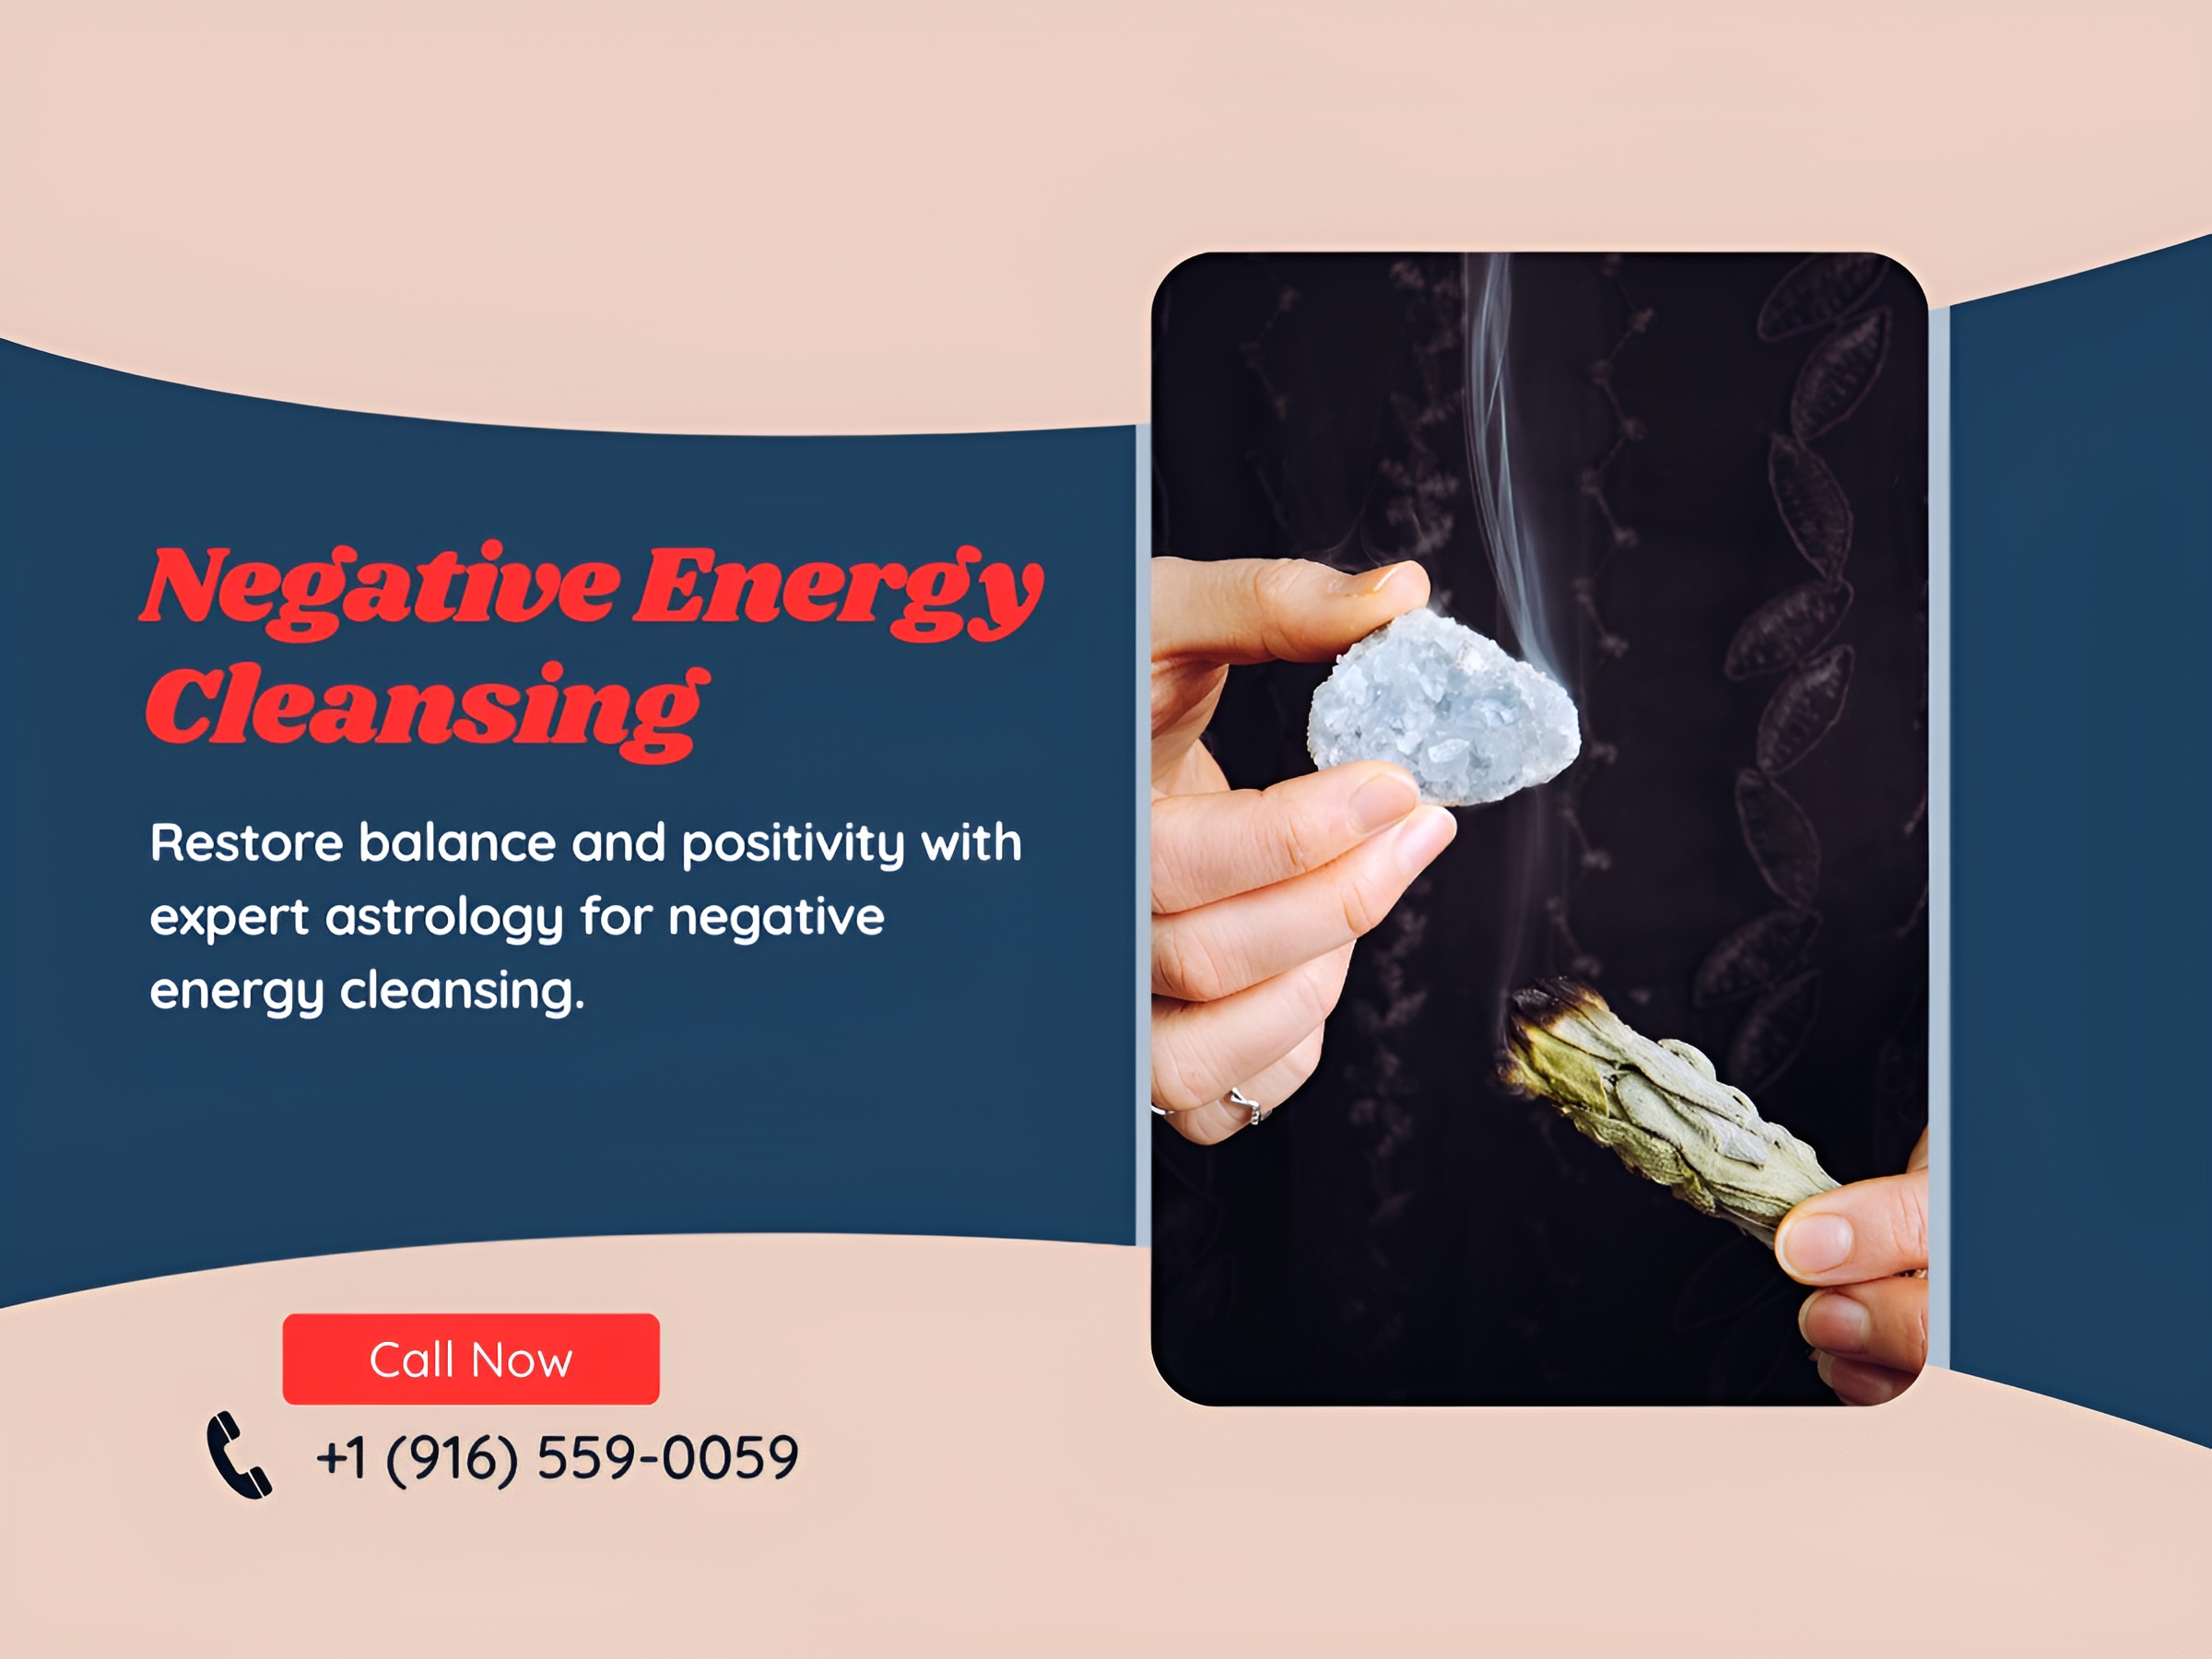 Negative Energy
Cleansing
Restore balance and positivity with
expert astrology for negative
energy cleansing.
Call Now
+1 (916) 559-0059